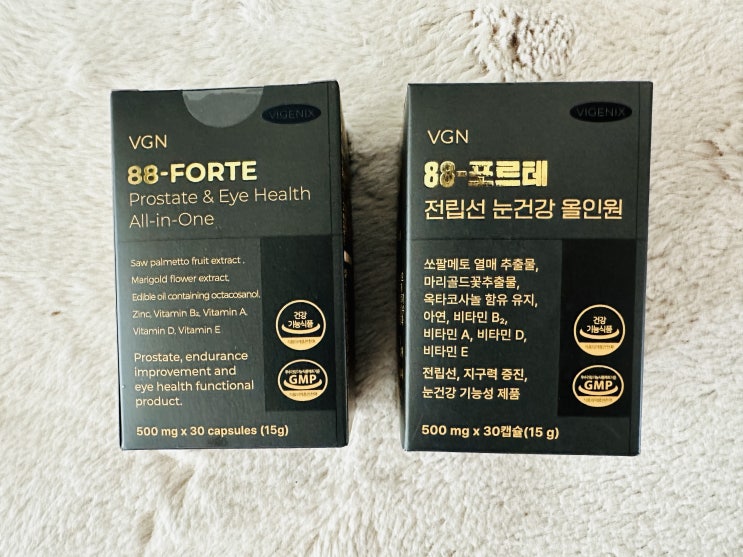 VIGENIX
VGN
88-FORTE
Prostate & Eye Health
All-in-One
Saw palmetto fruit extract,
Marigold flower extract,
Edible oil containing octacosanol,
Zinc, Vitamin B₂, Vitamin A,
Vitamin D, Vitamin E
Prostate, endurance
improvement and
eye health functional
product.
건강
기능식품
GMP
500 mg x 30 capsules (15g)
VIGENIX
VGN
88-포르테
전립선 눈건강 올인원
쏘팔메토 열매 추출물,
마리골드꽃추출물,
옥타코사놀 함유 유지,
아연, 비타민 B₂,
비타민 A, 비타민 D,
비타민 E
전립선, 지구력 증진,
눈건강 기능성 제품
건강
기능식품
GMP
500 mg x 30캡슐(15 g)